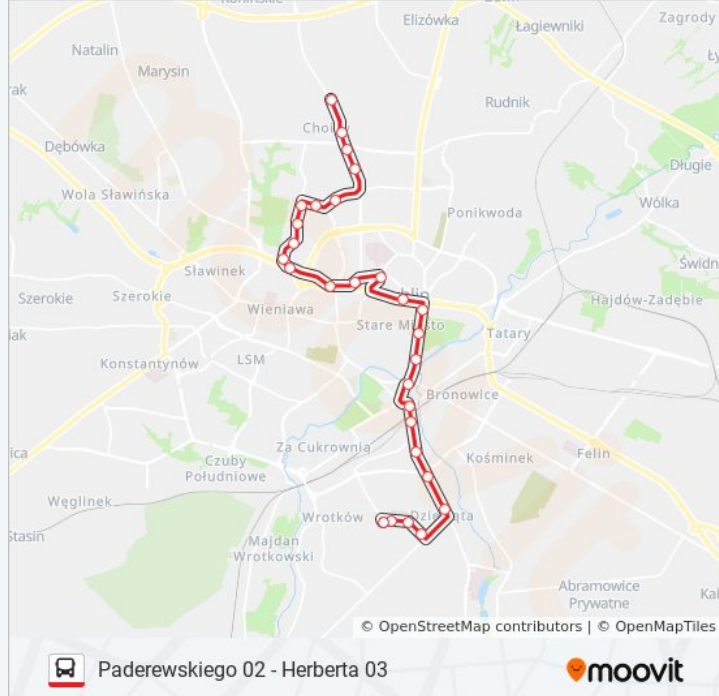 Konińskie
Elizówka
Łagiewniki
Zagrody
Natalin
Marysin
Rudnik
Dębówka
Długie
Wola Sławińska
Wólka
Ponikwoda
Sławinek
Szerokie
Szerokie
Wieniawa
Hajdów-Zadębie
Stare Miasto
Tatary
LSM
Konstantynów
Bronowice
Za Cukrownią
Felin
Czuby
Południowe
Kośminek
Węglinek
Wrotków
Dziesiąta
Stasin
Majdan
Wrotkowski
Abramowice
Prywatne
© OpenStreetMap contributors | © OpenMapTiles
Paderewskiego 02 - Herberta 03
moovit